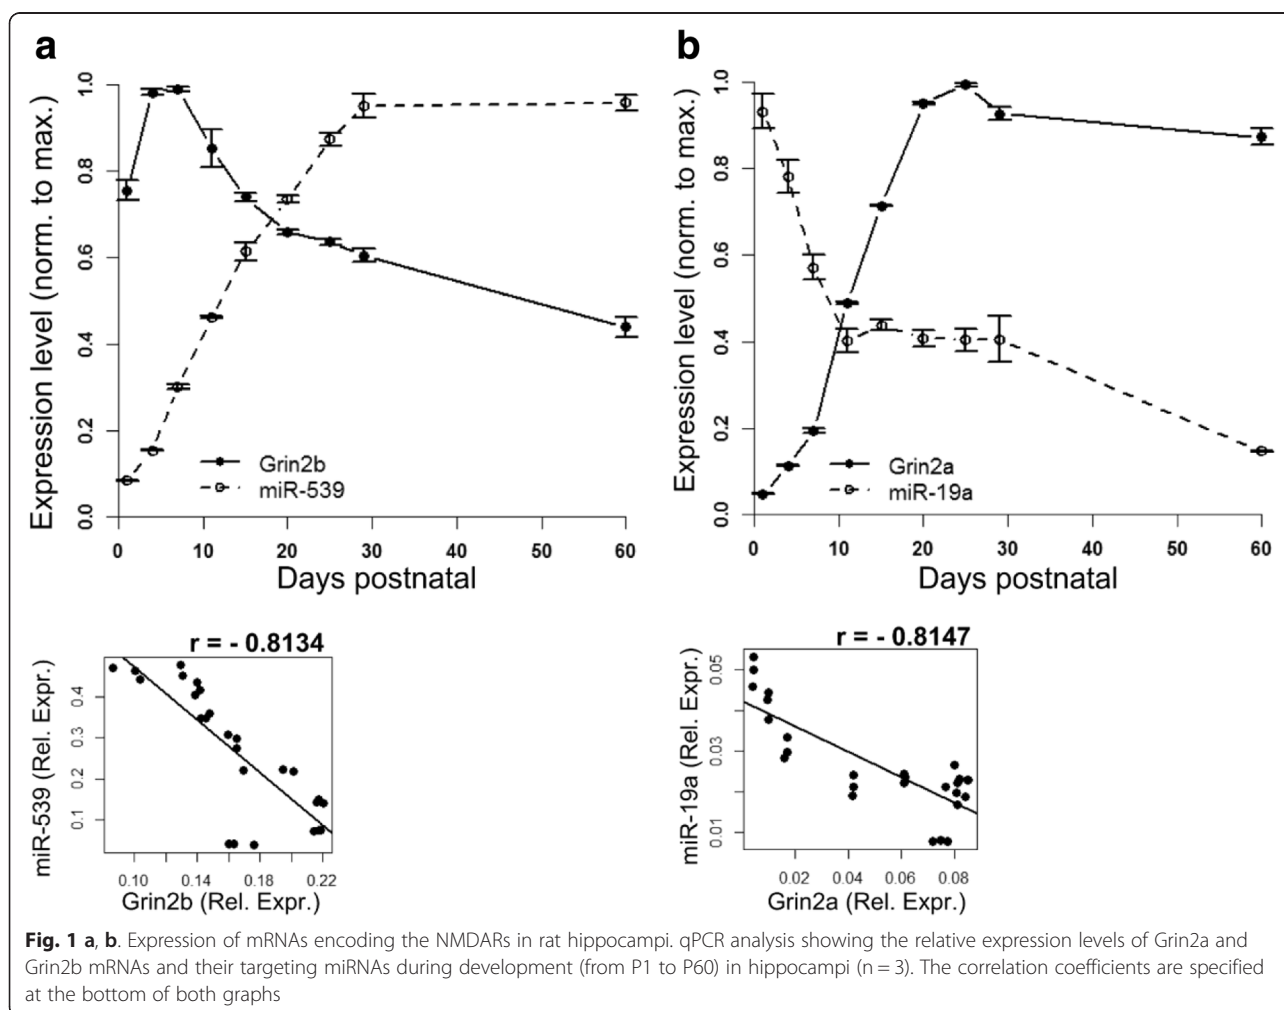 a
Expression level (norm. to max.)
1.0
0.8
0.6
0.4
0.2
0.0
Grin2b
miR-539
0 10 20 30 40 50 60
Days postnatal
b
Expression level (norm. to max.)
1.0
0.8
0.6
0.4
0.2
0.0
Grin2a
miR-19a
0 10 20 30 40 50 60
Days postnatal
r = - 0.8134
miR-539 (Rel. Expr.)
0.4
0.3
0.2
0.1
0.10 0.14 0.18 0.22
Grin2b (Rel. Expr.)
r = - 0.8147
miR-19a (Rel. Expr.)
0.05
0.03
0.01
0.02 0.04 0.06 0.08
Grin2a (Rel. Expr.)
Fig. 1 a, b. Expression of mRNAs encoding the NMDARs in rat hippocampi. qPCR analysis showing the relative expression levels of Grin2a and
Grin2b mRNAs and their targeting miRNAs during development (from P1 to P60) in hippocampi (n = 3). The correlation coefficients are specified
at the bottom of both graphs